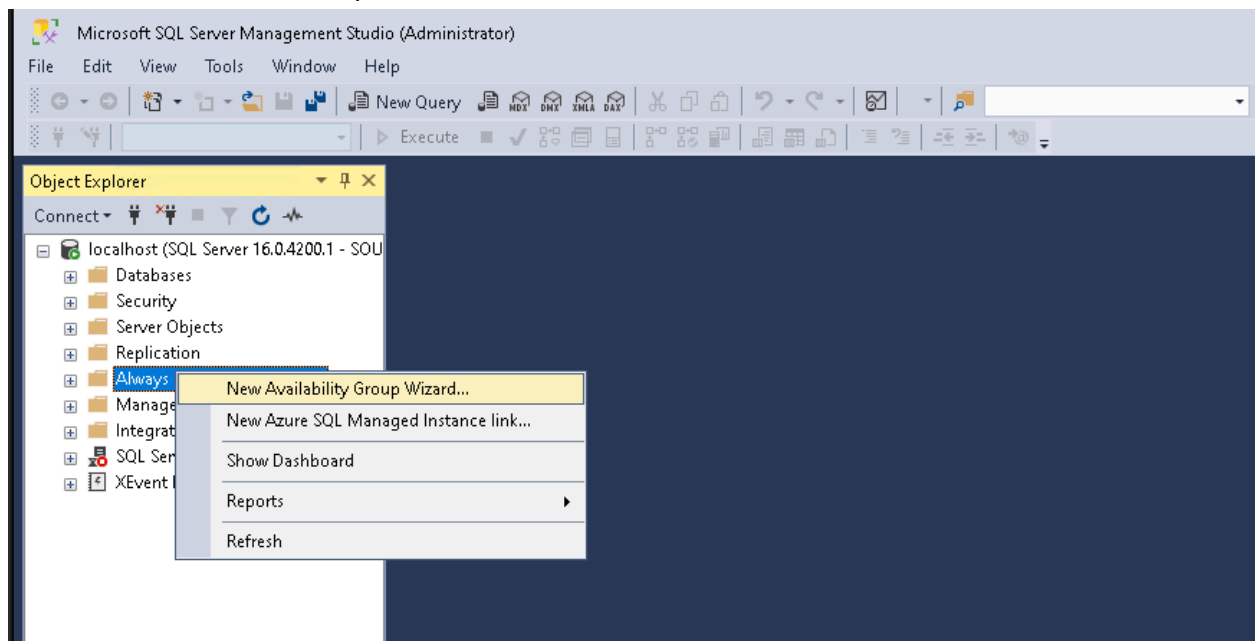 Microsoft SQL Server Management Studio (Administrator)
File Edit View Tools Window Help
New Query MDX DMX XMLA DAX
Execute
Object Explorer
Connect
localhost (SQL Server 16.0.4200.1 - SOU
Databases
Security
Server Objects
Replication
Always
New Availability Group Wizard...
Manage
New Azure SQL Managed Instance link...
Integrat
SQL Ser
Show Dashboard
XEvent
Reports
Refresh